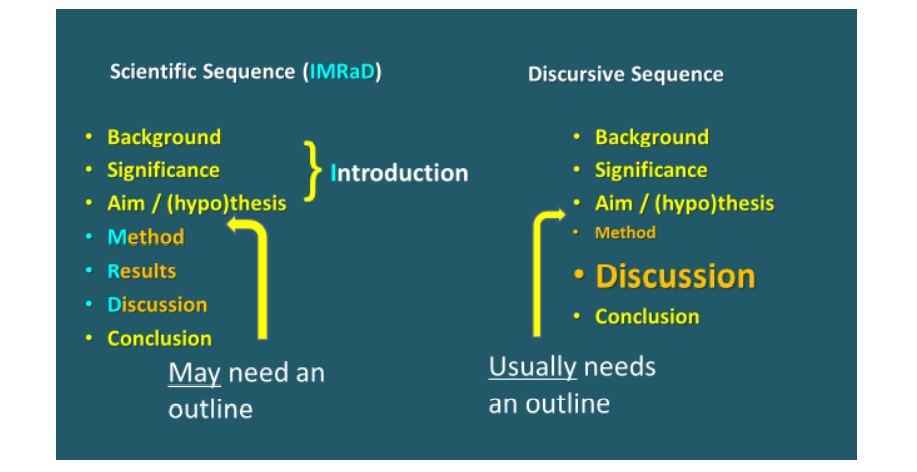 Scientific Sequence (IMRaD)
• Background
• Significance
• Aim / (hypo)thesis
} Introduction
• Method
• Results
• Discussion
• Conclusion
May need an
outline
Discursive Sequence
• Background
• Significance
• Aim / (hypo)thesis
• Method
• Discussion
• Conclusion
Usually needs
an outline